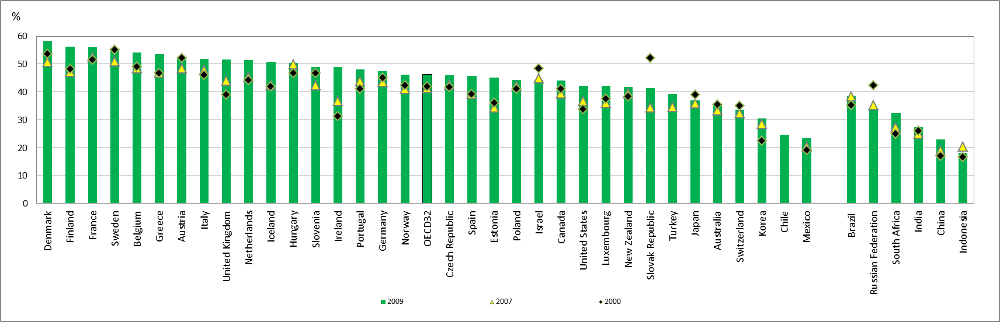 %
60
50
40
30
20
10
0
Denmark
Finland
France
Sweden
Belgium
Greece
Austria
Italy
United Kingdom
Netherlands
Iceland
Hungary
Slovenia
Ireland
Portugal
Germany
Norway
OECD32
Czech Republic
Spain
Estonia
Poland
Israel
Canada
United States
Luxembourg
New Zealand
Slovak Republic
Turkey
Japan
Australia
Switzerland
Korea
Chile
Mexico
Brazil
Russian Federation
South Africa
India
China
Indonesia
2009
2007
2000